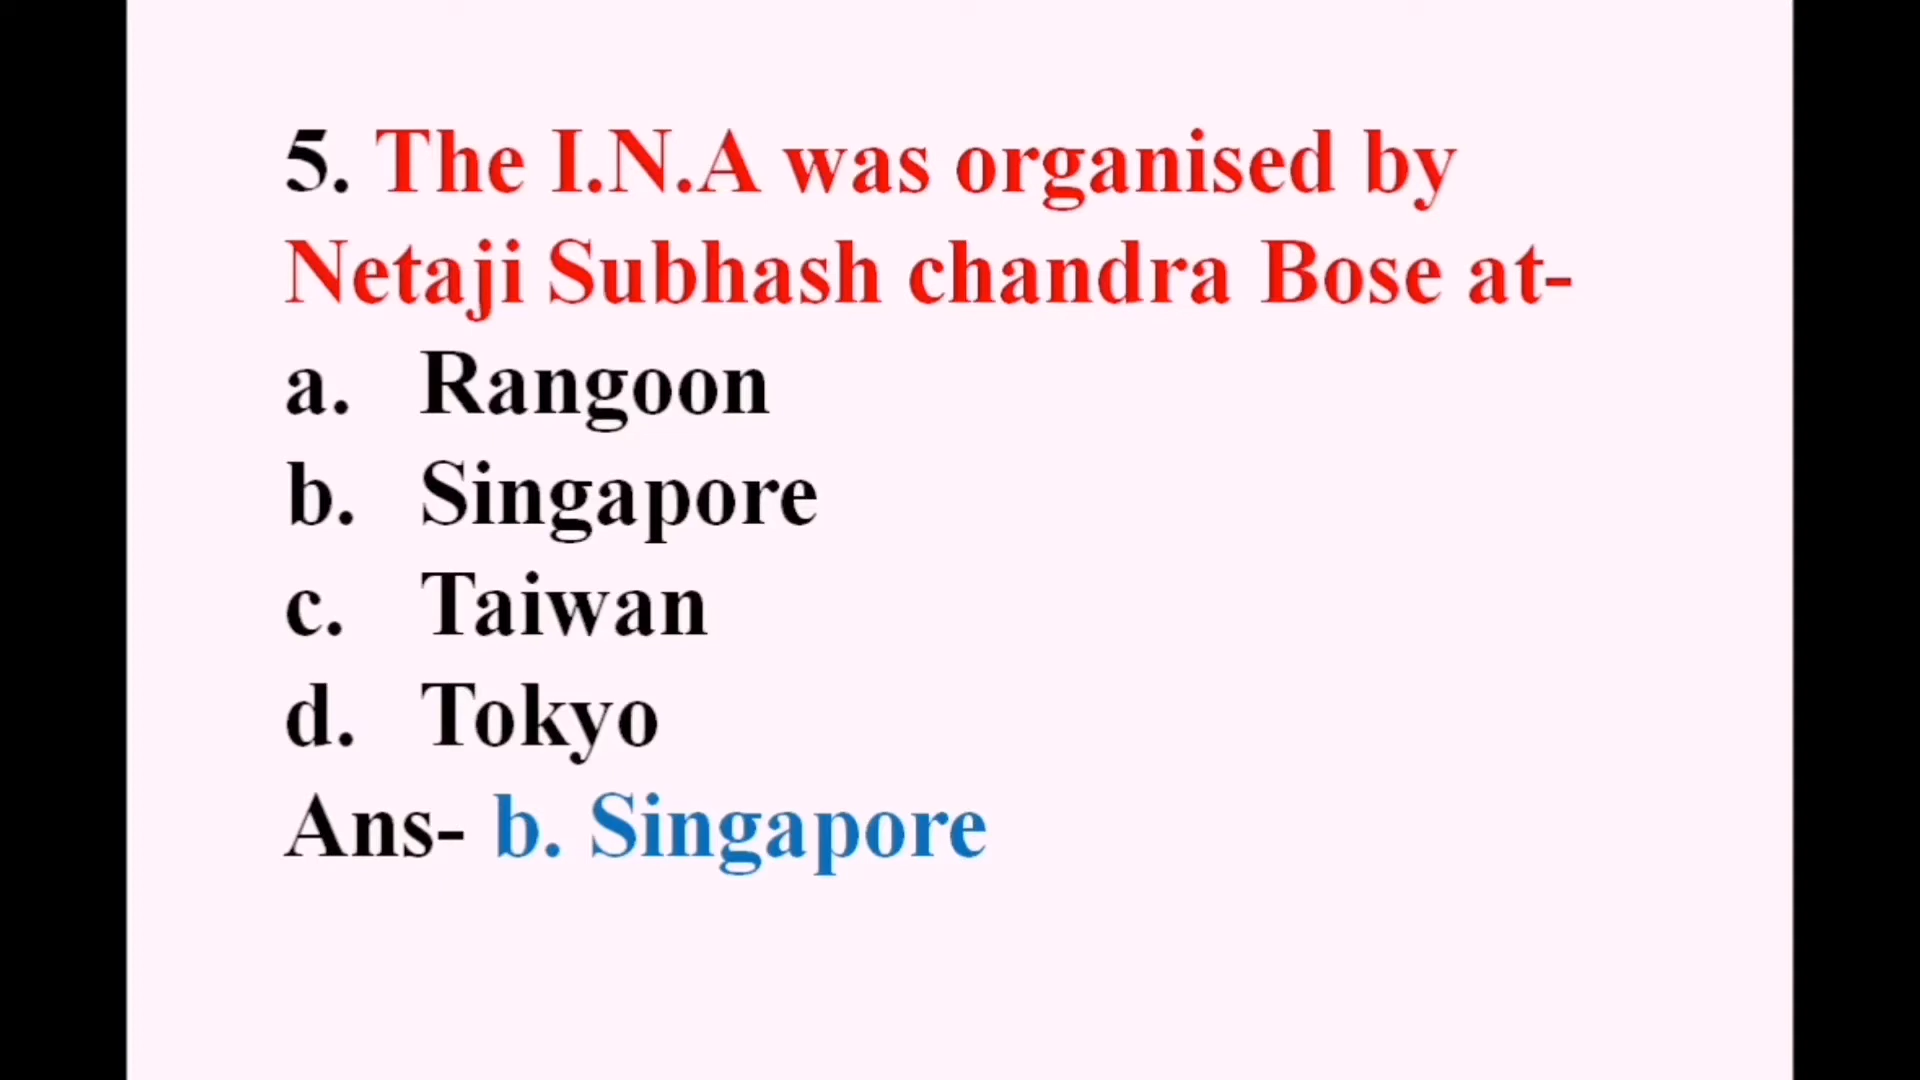 5. The I.N.A was organised by
Netaji Subhash chandra Bose at-
a. Rangoon
b. Singapore
c. Taiwan
d. Tokyo
Ans- b. Singapore